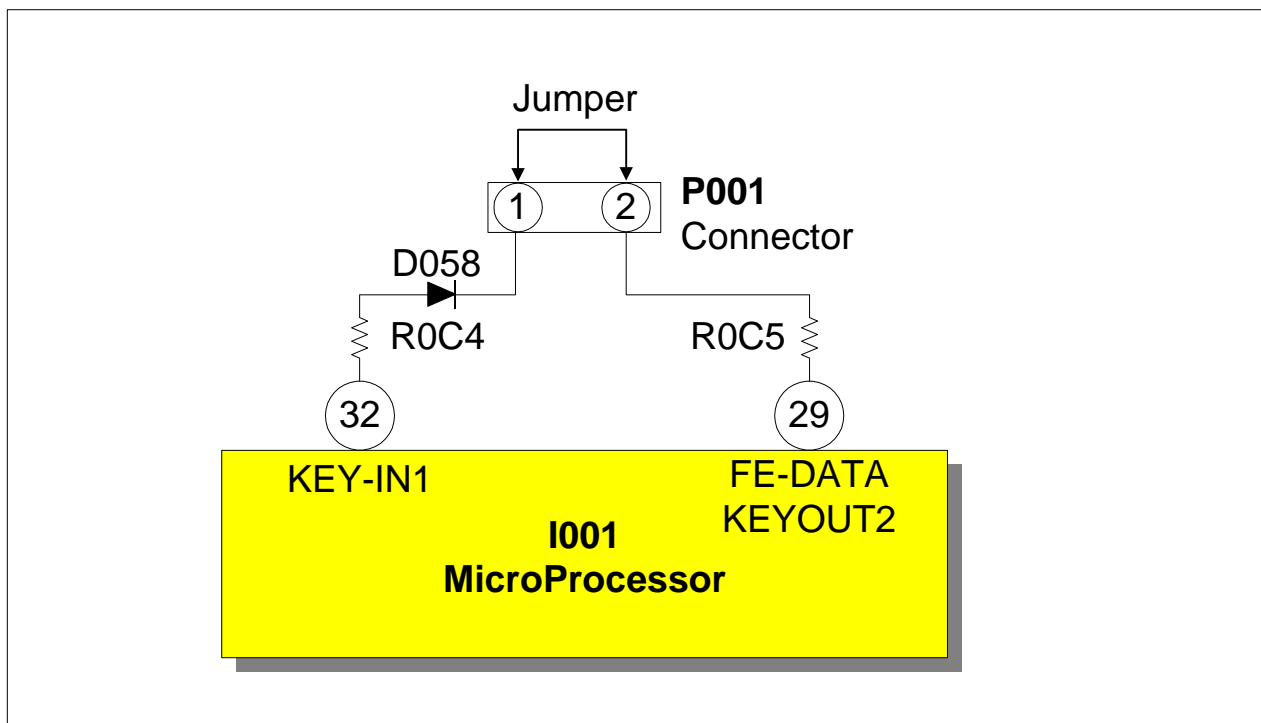 Jumper
1
2
P001
Connector
D058
R0C4
R0C5
32
29
KEY-IN1
FE-DATA
KEYOUT2
I001
MicroProcessor